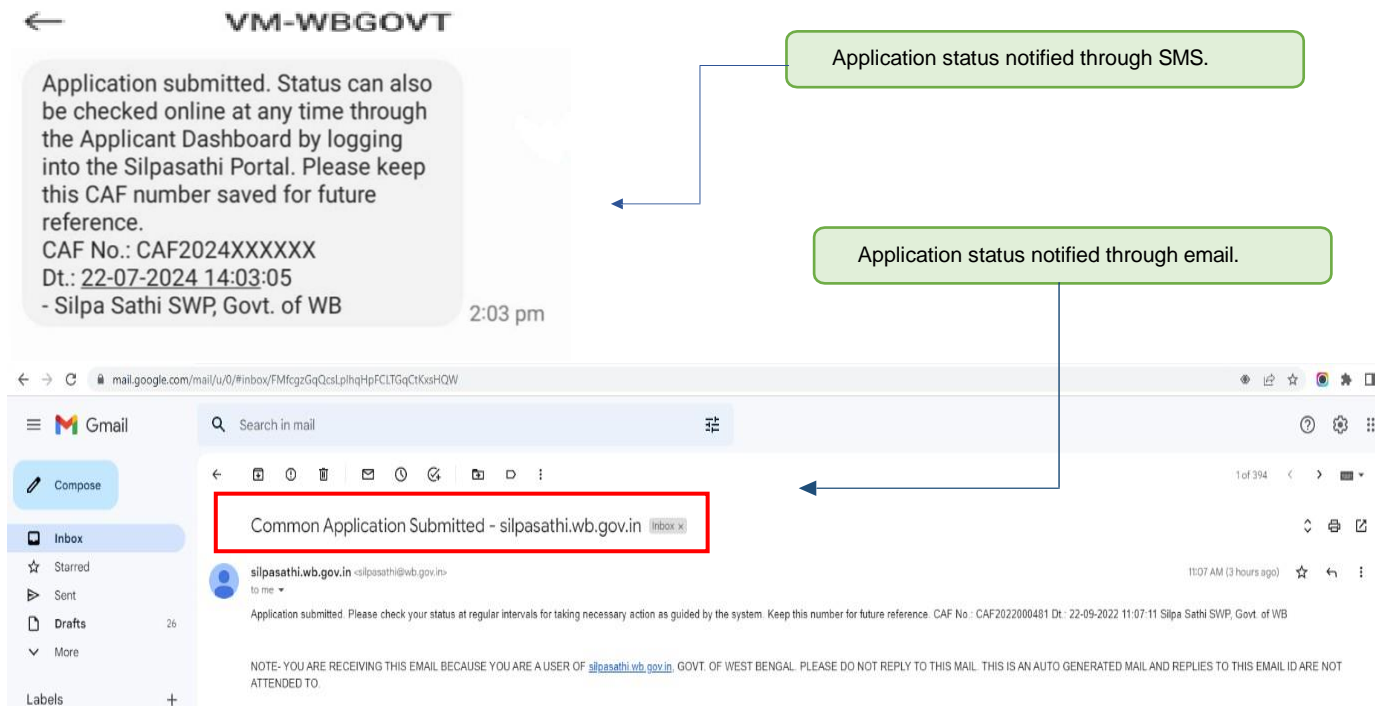 VM-WBGOVT
Application status notified through SMS.
Application submitted. Status can also
be checked online at any time through
the Applicant Dashboard by logging
into the Silpasathi Portal. Please keep
this CAF number saved for future
reference.
CAF No.: CAF2024XXXXXX
Dt.: 22-07-2024 14:03:05
- Silpa Sathi SWP, Govt. of WB
2:03 pm
Application status notified through email.
mail.google.com/mail/u/0/#inbox/FMfcgzGqQcsLplhqHpFCLTGqCtKxsHQW
Gmail
Search in mail
Compose
1 of 394
Common Application Submitted - silpasathi.wb.gov.in Inbox x
Inbox
Starred
silpasathi.wb.gov.in <silpasathi@wb.gov.in>
11:07 AM (3 hours ago)
to me
Sent
Application submitted. Please check your status at regular intervals for taking necessary action as guided by the system. Keep this number for future reference. CAF No.: CAF2022000481 Dt.: 22-09-2022 11:07:11 Silpa Sathi SWP, Govt. of WB
Drafts 26
More
NOTE- YOU ARE RECEIVING THIS EMAIL BECAUSE YOU ARE A USER OF silpasathi.wb.gov.in, GOVT. OF WEST BENGAL. PLEASE DO NOT REPLY TO THIS MAIL. THIS IS AN AUTO GENERATED MAIL AND REPLIES TO THIS EMAIL ID ARE NOT
ATTENDED TO.
Labels +